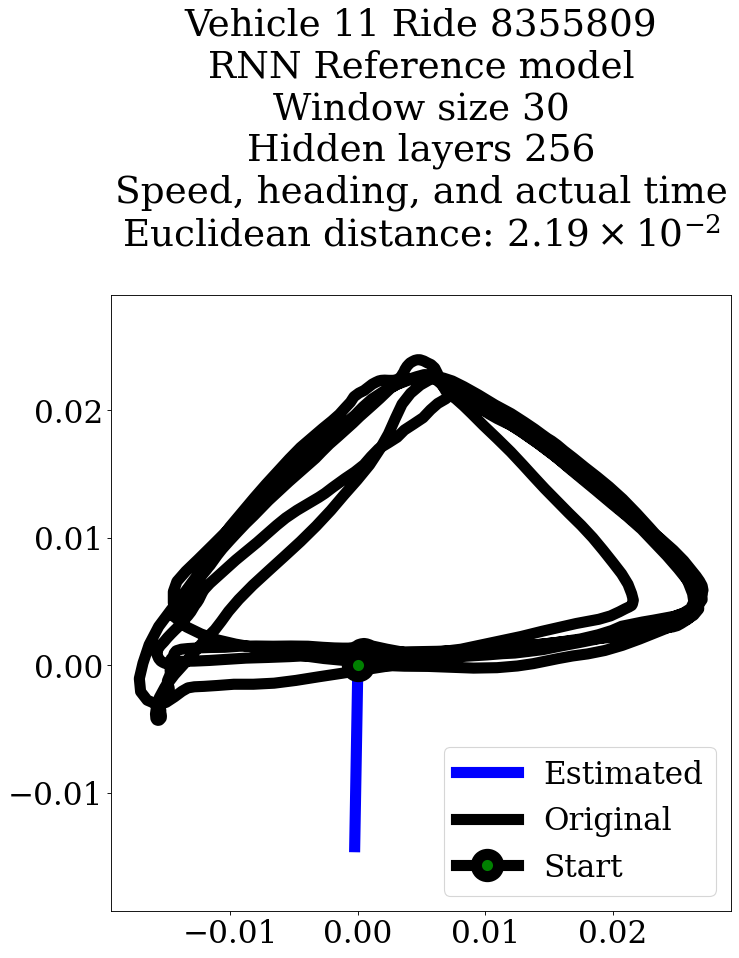 Vehicle 11 Ride 8355809
RNN Reference model
Window size 30
Hidden layers 256
Speed, heading, and actual time
Euclidean distance: 2.19 × 10⁻²
0.02
0.01
0.00
−0.01
Estimated
Original
Start
−0.01 0.00 0.01 0.02